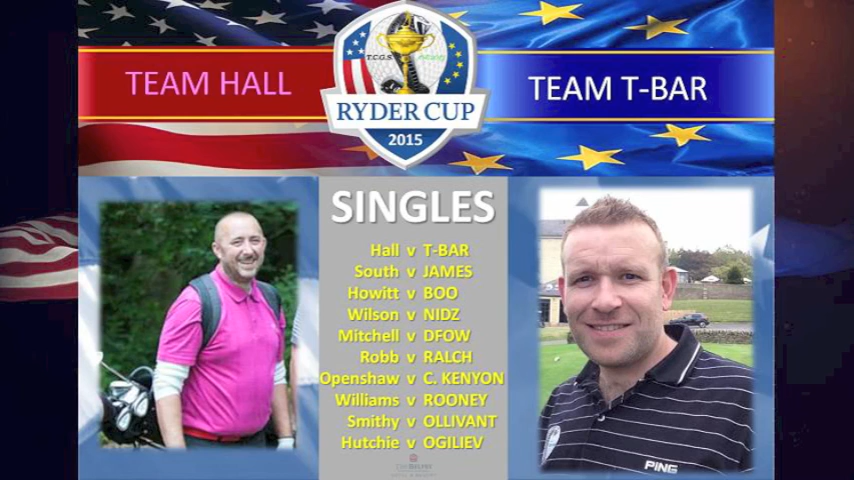 T.C.G.S
TEAM HALL
TEAM T-BAR
RYDER CUP
2015
SINGLES
Hall v T-BAR
South v JAMES
Howitt v BOO
Wilson v NIDZ
Mitchell v DFOW
Robb v RALCH
Openshaw v C. KENYON
Williams v ROONEY
Smithy v OLLIVANT
Hutchie v OGILIEV
PING